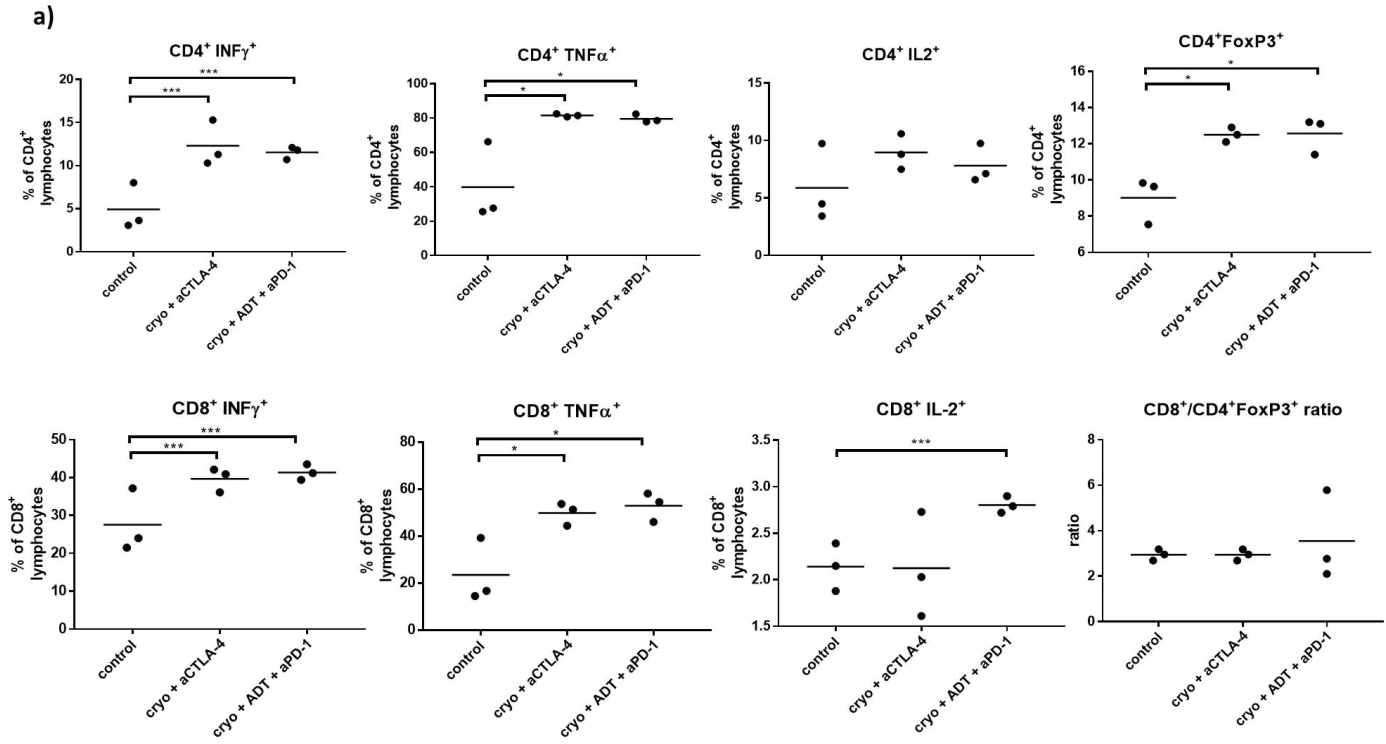 a)
CD4⁺ INFγ⁺
20
15
10
5
0
% of CD4⁺
lymphocytes
***
***
control
cryo + aCTLA-4
cryo + ADT + aPD-1
CD4⁺ TNFα⁺
100
80
60
40
20
0
% of CD4⁺
lymphocytes
*
*
control
cryo + aCTLA-4
cryo + ADT + aPD-1
CD4⁺ IL2⁺
15
10
5
0
% of CD4⁺
lymphocytes
control
cryo + aCTLA-4
cryo + ADT + aPD-1
CD4⁺FoxP3⁺
16
14
12
10
8
6
% of CD4⁺
lymphocytes
*
*
control
cryo + aCTLA-4
cryo + ADT + aPD-1
CD8⁺ INFγ⁺
50
40
30
20
10
0
% of CD8⁺
lymphocytes
***
***
control
cryo + aCTLA-4
cryo + ADT + aPD-1
CD8⁺ TNFα⁺
80
60
40
20
0
% of CD8⁺
lymphocytes
*
*
control
cryo + aCTLA-4
cryo + ADT + aPD-1
CD8⁺ IL-2⁺
3.5
3.0
2.5
2.0
1.5
% of CD8⁺
lymphocytes
***
control
cryo + aCTLA-4
cryo + ADT + aPD-1
CD8⁺/CD4⁺FoxP3⁺ ratio
8
6
4
2
0
ratio
control
cryo + aCTLA-4
cryo + ADT + aPD-1